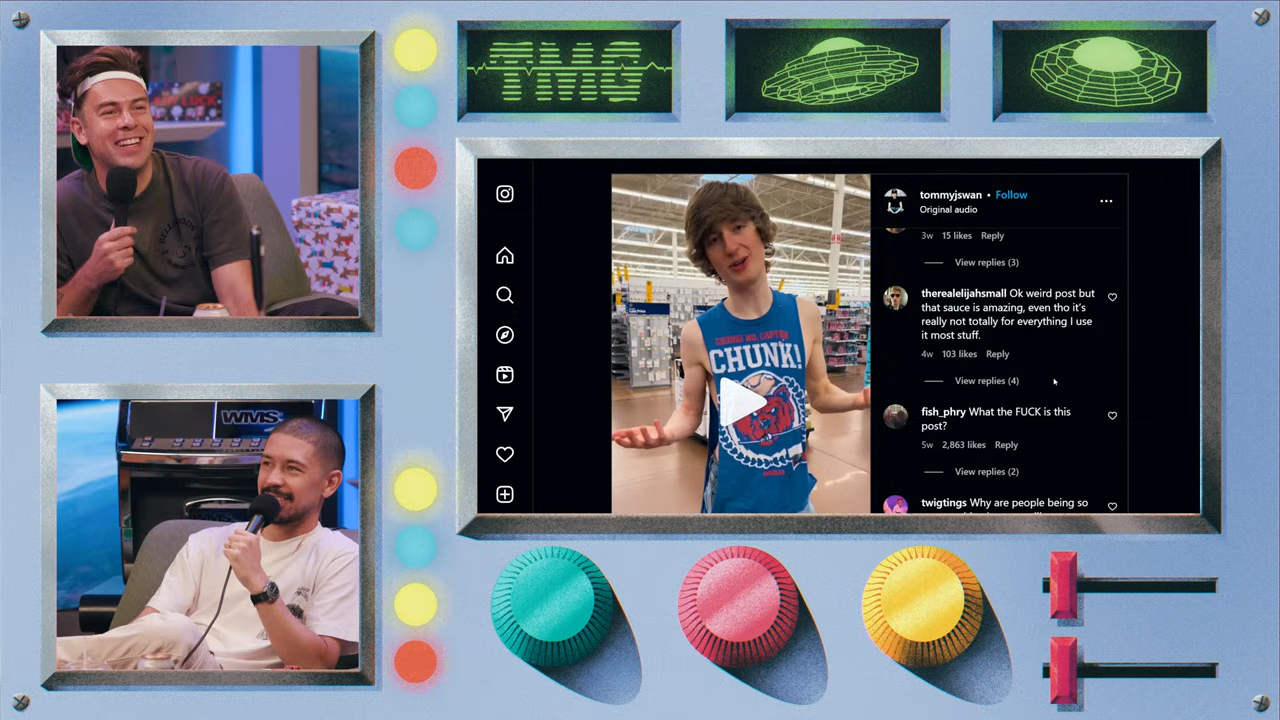 TMG
WMS
tommyjswan • Follow
Original audio
3w 15 likes Reply
View replies (3)
therealelijahsmall Ok weird post but
that sauce is amazing, even tho it's
really not totally for everything I use
it most stuff.
4w 103 likes Reply
View replies (4)
fish_phry What the FUCK is this
post?
5w 2,863 likes Reply
View replies (2)
twigtings Why are people being so
CHUNK!